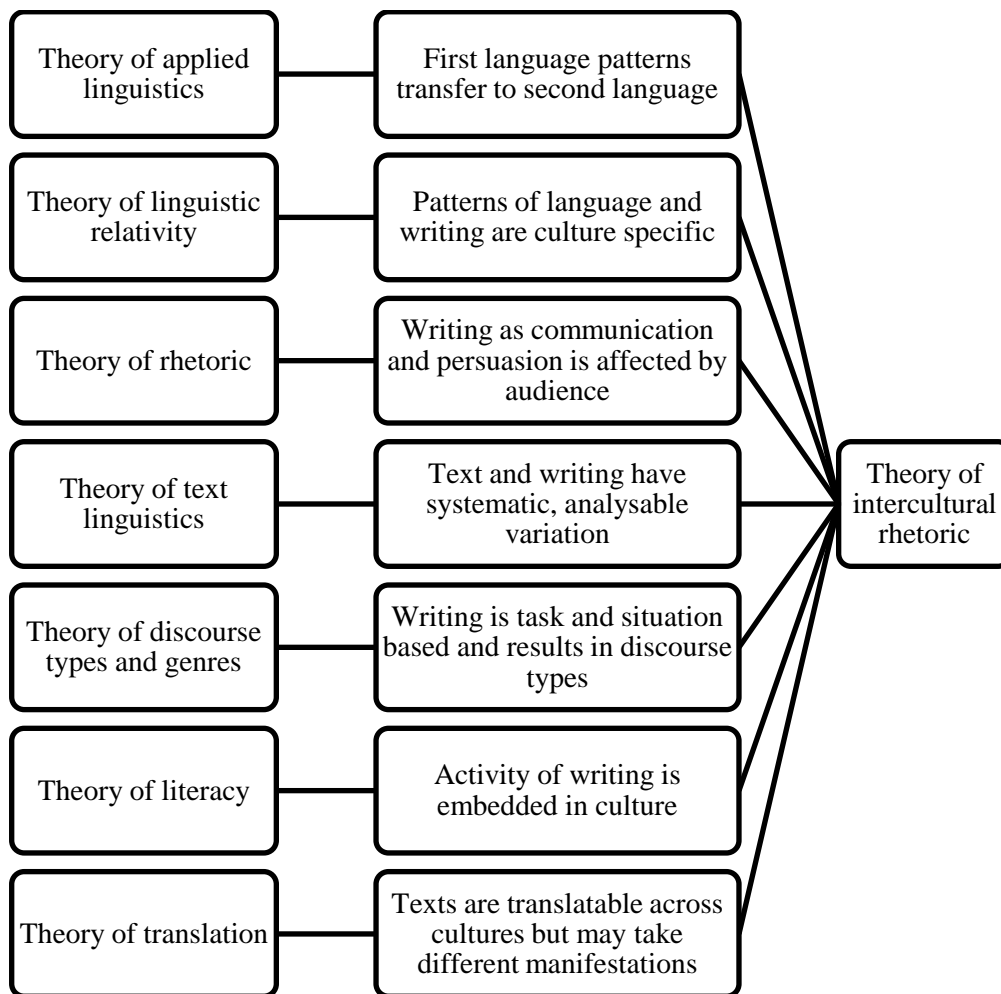 Theory of applied
linguistics
First language patterns
transfer to second language
Theory of linguistic
relativity
Patterns of language and
writing are culture specific
Theory of rhetoric
Writing as communication
and persuasion is affected by
audience
Theory of text
linguistics
Text and writing have
systematic, analysable
variation
Theory of discourse
types and genres
Writing is task and situation
based and results in discourse
types
Theory of literacy
Activity of writing is
embedded in culture
Theory of translation
Texts are translatable across
cultures but may take
different manifestations
Theory of
intercultural
rhetoric